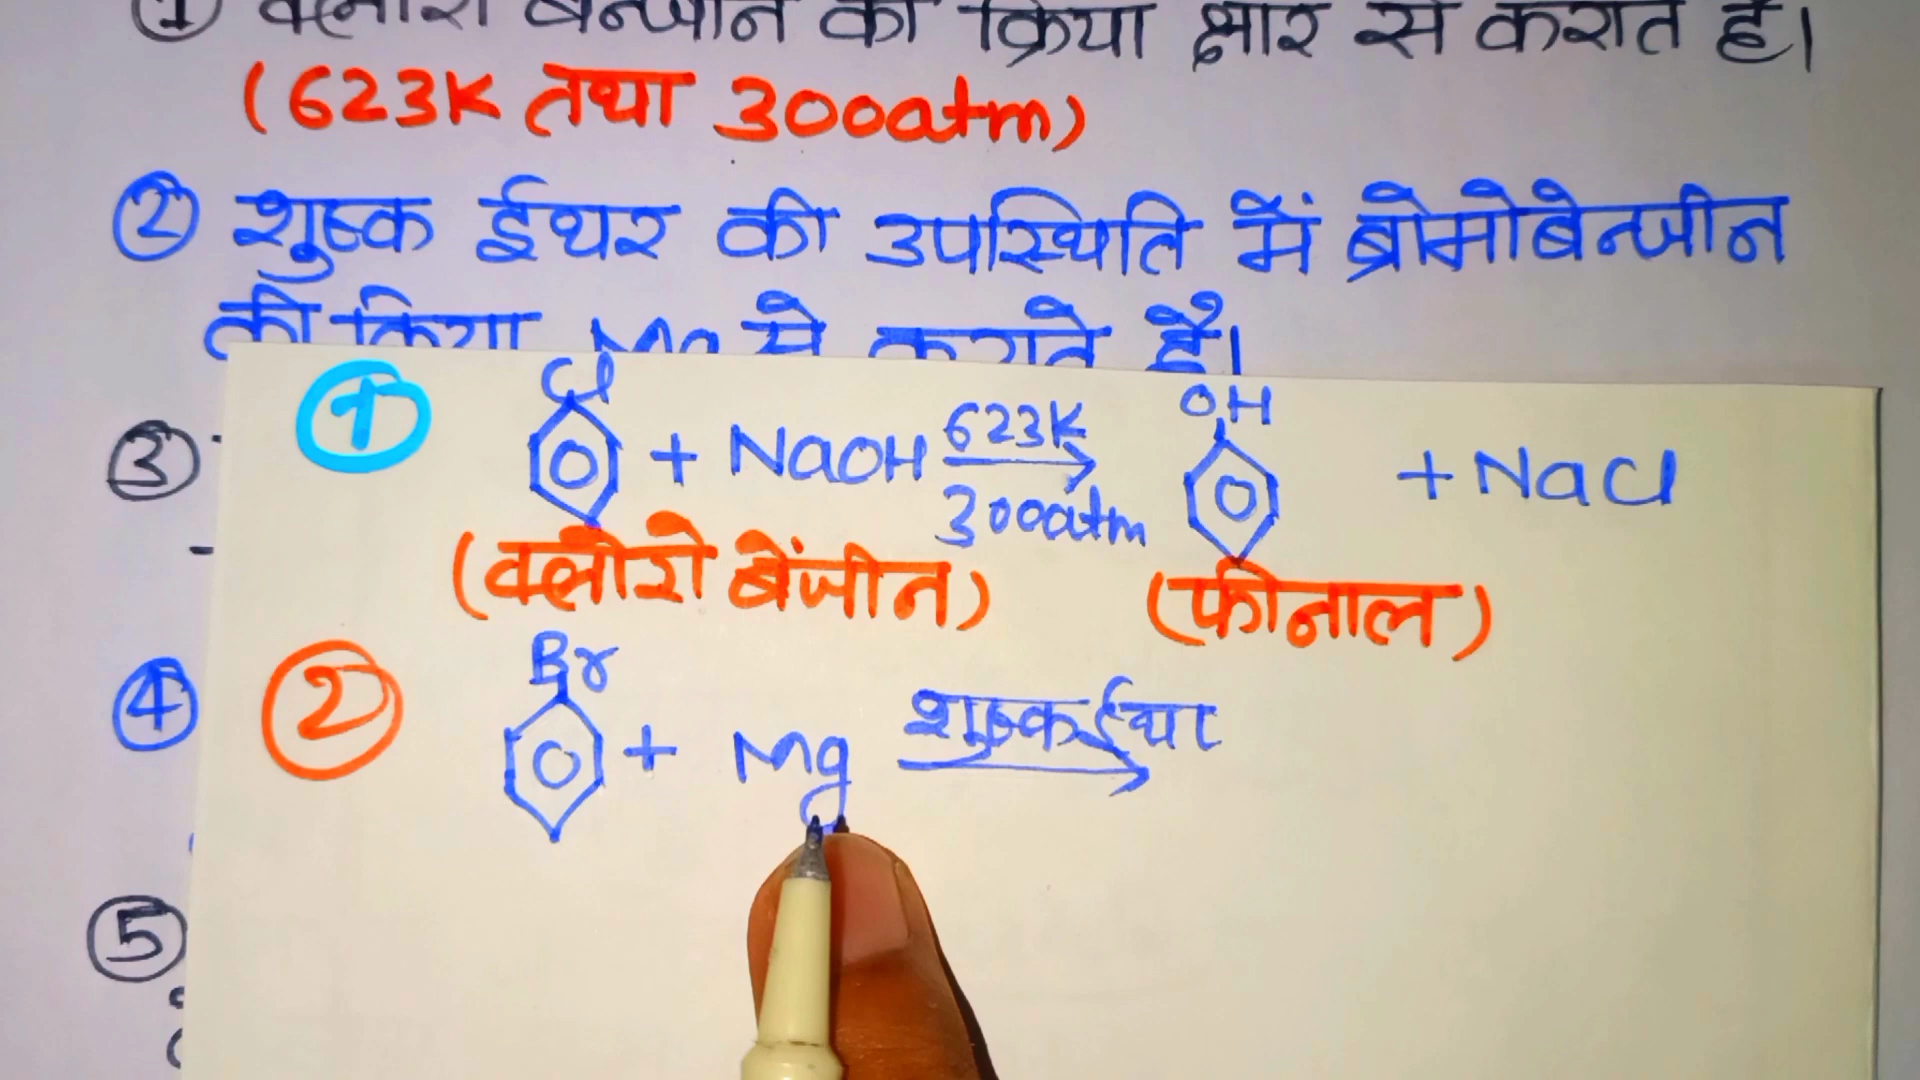 ① क्लोरो बेन्जीन की क्रिया क्षार से कराते हैं।
(623K तथा 300atm)
② शुष्क ईथर की उपस्थिति में ब्रोमोबेन्जीन
की क्रिया Mg से कराते हैं।
③
④
⑤
① Cl + NaOH 623K 300atm OH + NaCl
(क्लोरो बेंजीन) (फीनाल)
② Br + Mg शुष्क ईथर